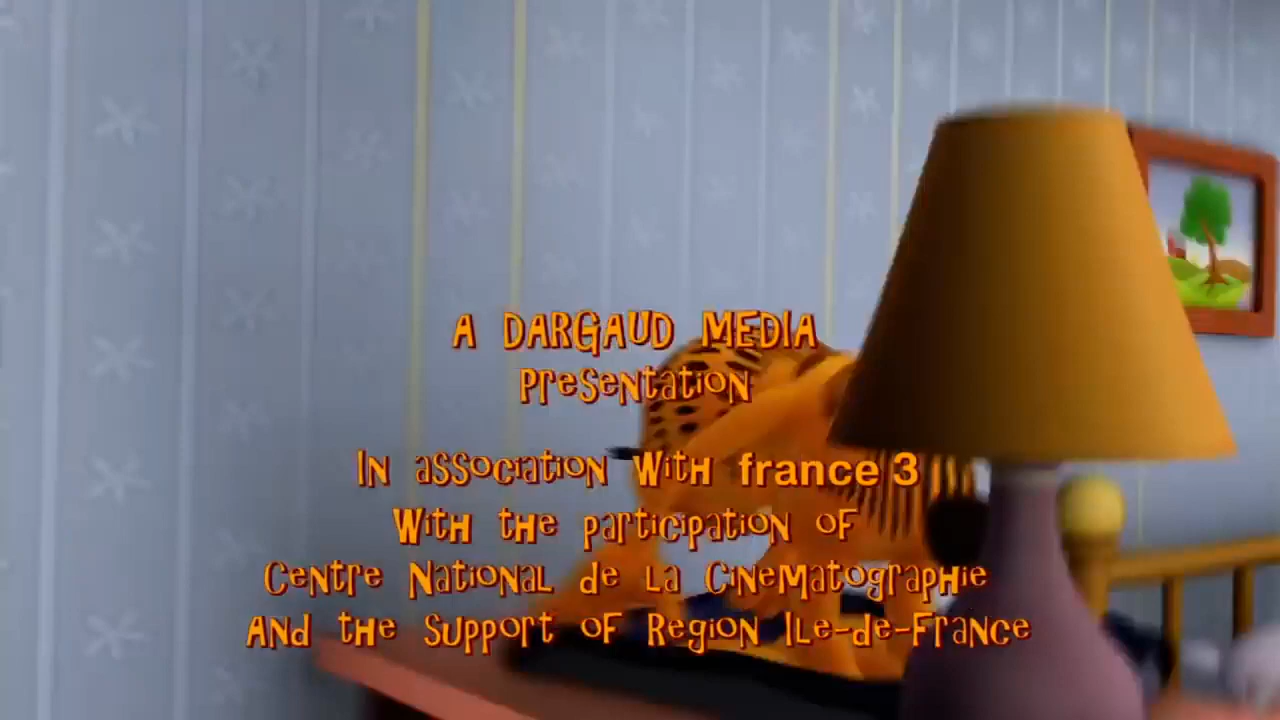 A DARGAUD MEDIA
Presentation
In association with france 3
With the participation of
Centre National de la Cinematographie
And the support of Region Ile-de-France